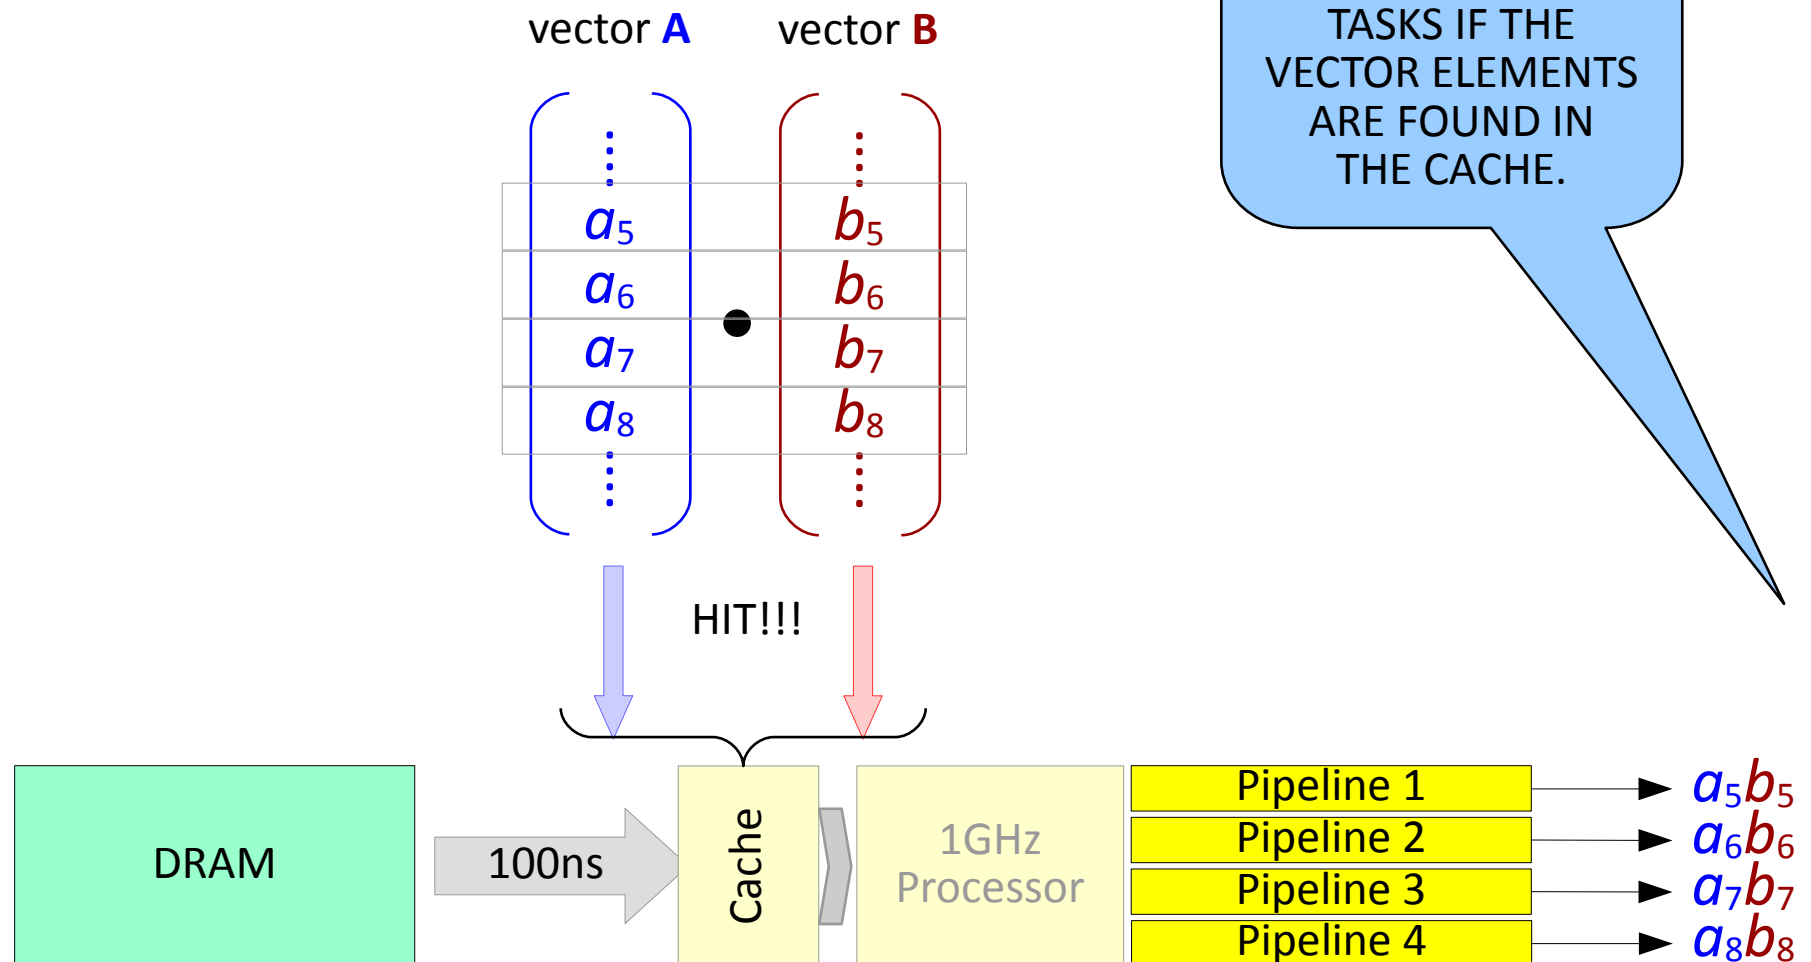 vector A vector B
TASKS IF THE
VECTOR ELEMENTS
ARE FOUND IN
THE CACHE.
a5 b5
a6 b6
a7 b7
a8 b8
HIT!!!
DRAM
100ns
Cache
1GHz
Processor
Pipeline 1 a5b5
Pipeline 2 a6b6
Pipeline 3 a7b7
Pipeline 4 a8b8